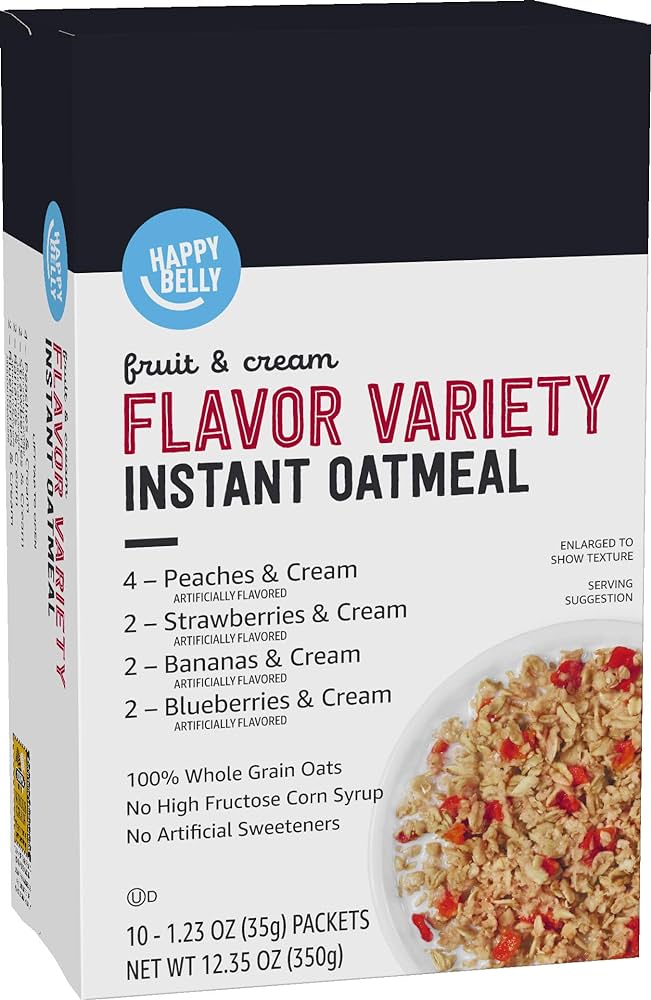 HAPPY
BELLY
fruit & cream
FLAVOR VARIETY
INSTANT OATMEAL
4 – Peaches & Cream
ARTIFICIALLY FLAVORED
2 – Strawberries & Cream
ARTIFICIALLY FLAVORED
2 – Bananas & Cream
ARTIFICIALLY FLAVORED
2 – Blueberries & Cream
ARTIFICIALLY FLAVORED
ENLARGED TO
SHOW TEXTURE
SERVING
SUGGESTION
100% Whole Grain Oats
No High Fructose Corn Syrup
No Artificial Sweeteners
UD
10 - 1.23 OZ (35g) PACKETS
NET WT 12.35 OZ (350g)
HAPPY
BELLY
fruit & cream
FLAVOR VARIETY
INSTANT OATMEAL